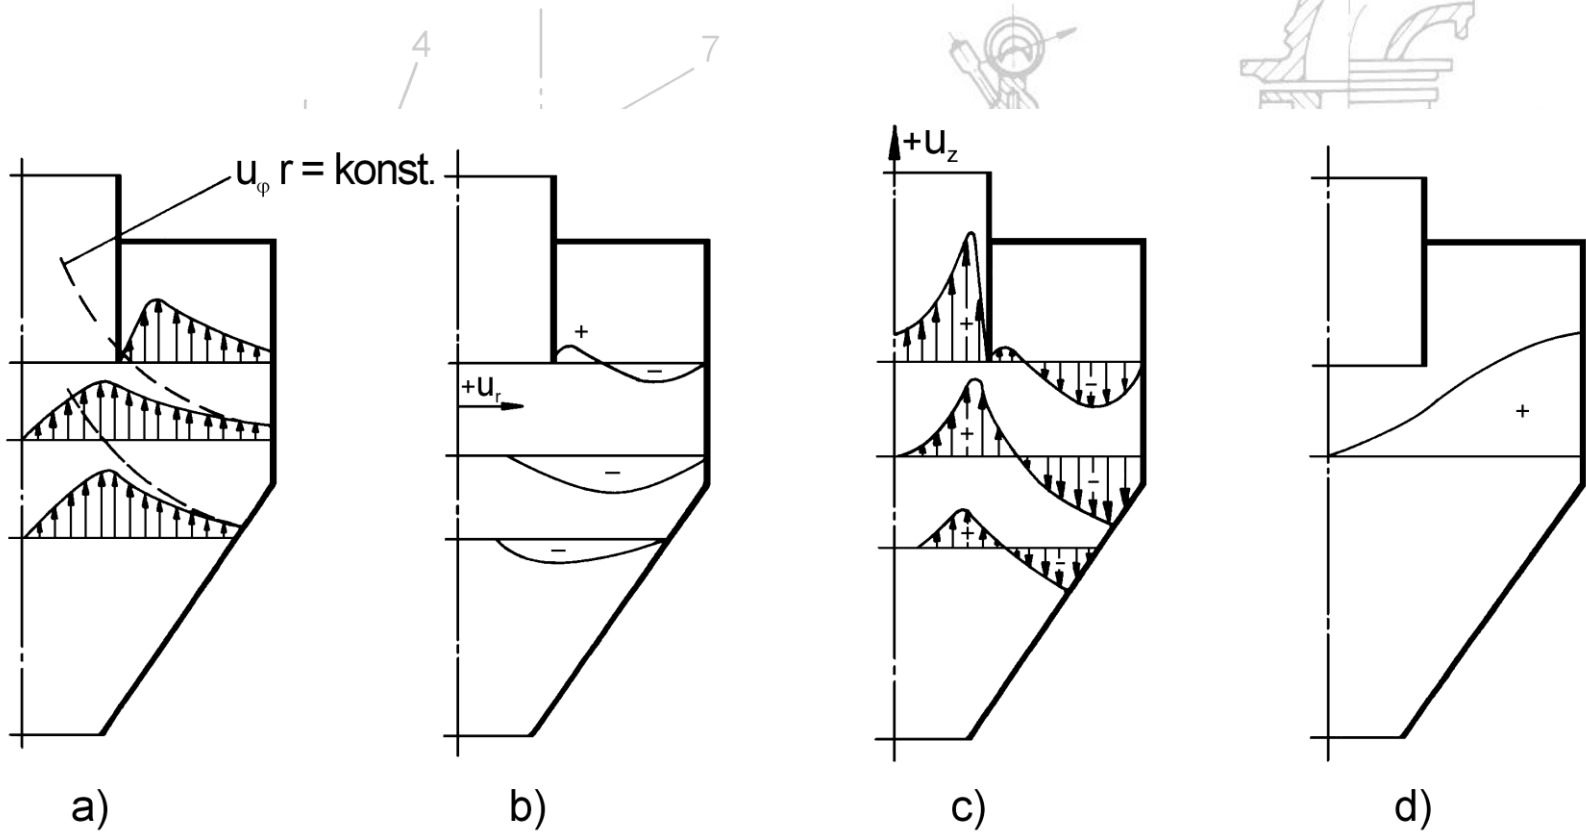 4
7
u_φ r = konst.
+u_z
+
−
+u_r
−
−
+
−
+
−
+
−
+
a)
b)
c)
d)